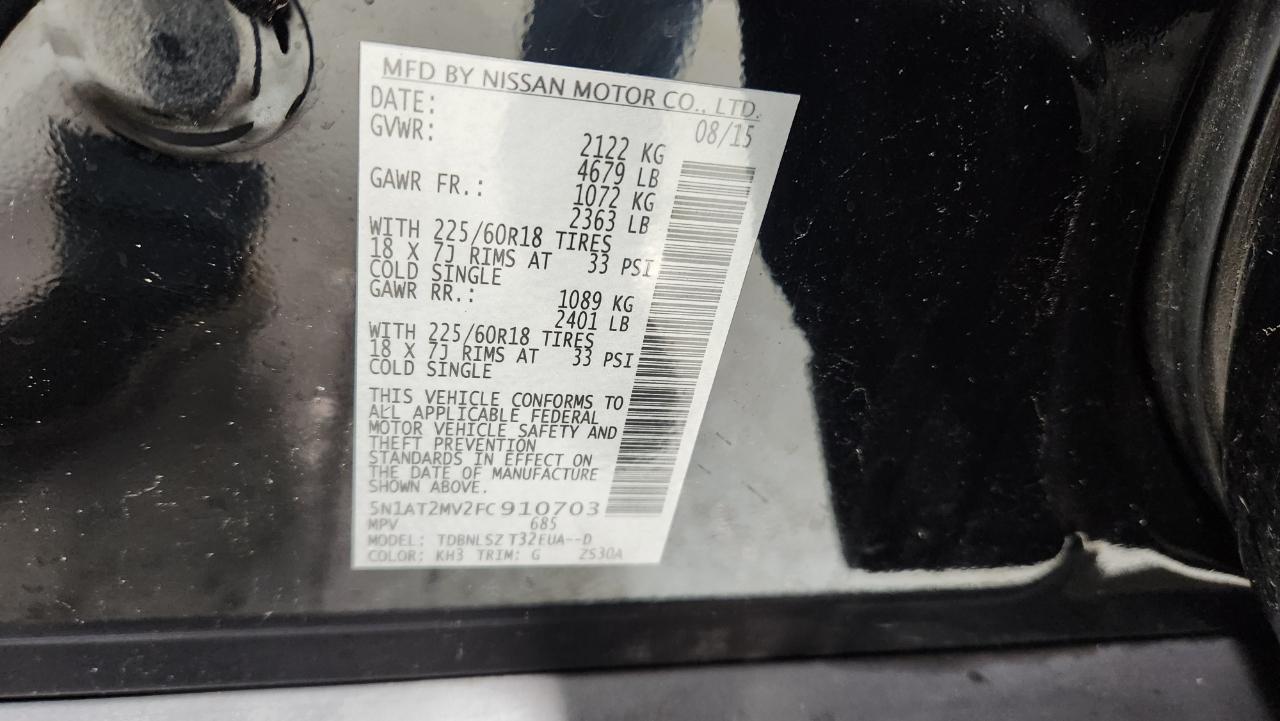 MFD BY NISSAN MOTOR CO., LTD.
DATE: 08/15
GVWR: 2122 KG
4679 LB
GAWR FR.: 1072 KG
2363 LB
WITH 225/60R18 TIRES
18 X 7J RIMS AT 33 PSI
COLD SINGLE
GAWR RR.: 1089 KG
2401 LB
WITH 225/60R18 TIRES
18 X 7J RIMS AT 33 PSI
COLD SINGLE
THIS VEHICLE CONFORMS TO
ALL APPLICABLE FEDERAL
MOTOR VEHICLE SAFETY AND
THEFT PREVENTION
STANDARDS IN EFFECT ON
THE DATE OF MANUFACTURE
SHOWN ABOVE.
5N1AT2MV2FC910703
MPV 685
MODEL: TDBNLSZ T32EUA--D
COLOR: KH3 TRIM: G ZS30A